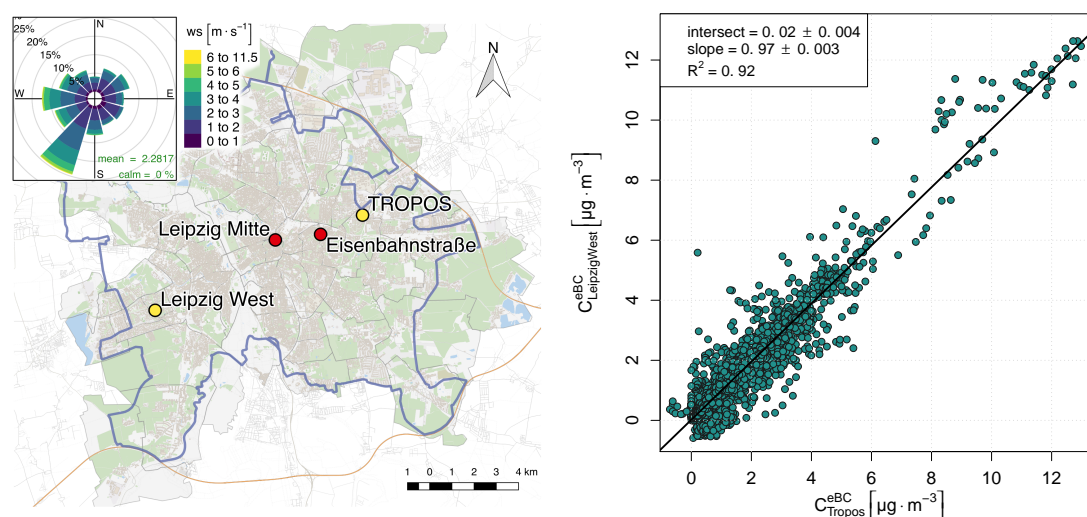 N
25%
20%
15%
10%
5%
W
E
S
mean = 2.2817
calm = 0 %
ws [m · s⁻¹]
6 to 11.5
5 to 6
4 to 5
3 to 4
2 to 3
1 to 2
0 to 1
N
TROPOS
Leipzig Mitte
Eisenbahnstraße
Leipzig West
1 0 1 2 3 4 km
intersect = 0.02 ± 0.004
slope = 0.97 ± 0.003
R² = 0.92
C^eBC_LeipzigWest [µg · m⁻³]
12
10
8
6
4
2
0
0 2 4 6 8 10 12
C^eBC_Tropos [µg · m⁻³]